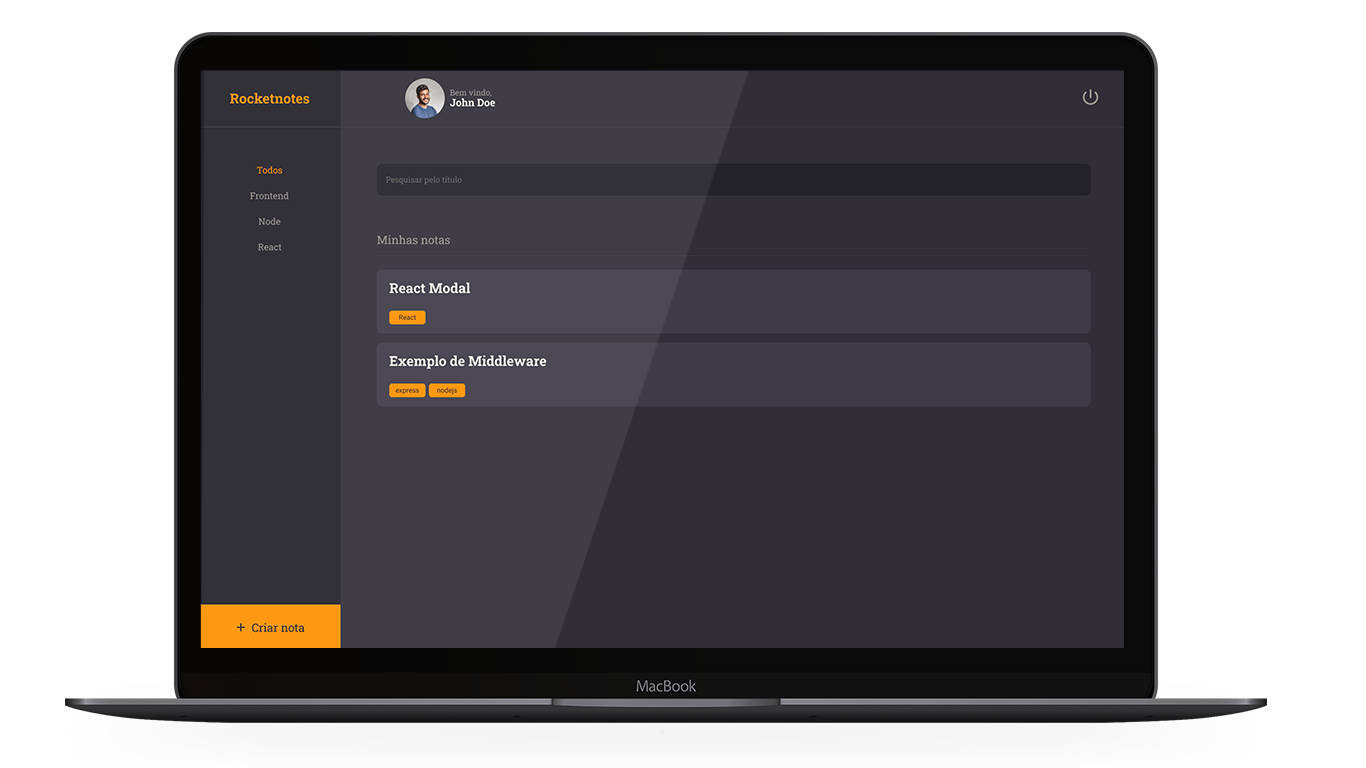 Rocketnotes
Bem vindo,
John Doe
Todos
Frontend
Node
React
Pesquisar pelo título
Minhas notas
React Modal
React
Exemplo de Middleware
express nodejs
+ Criar nota
MacBook